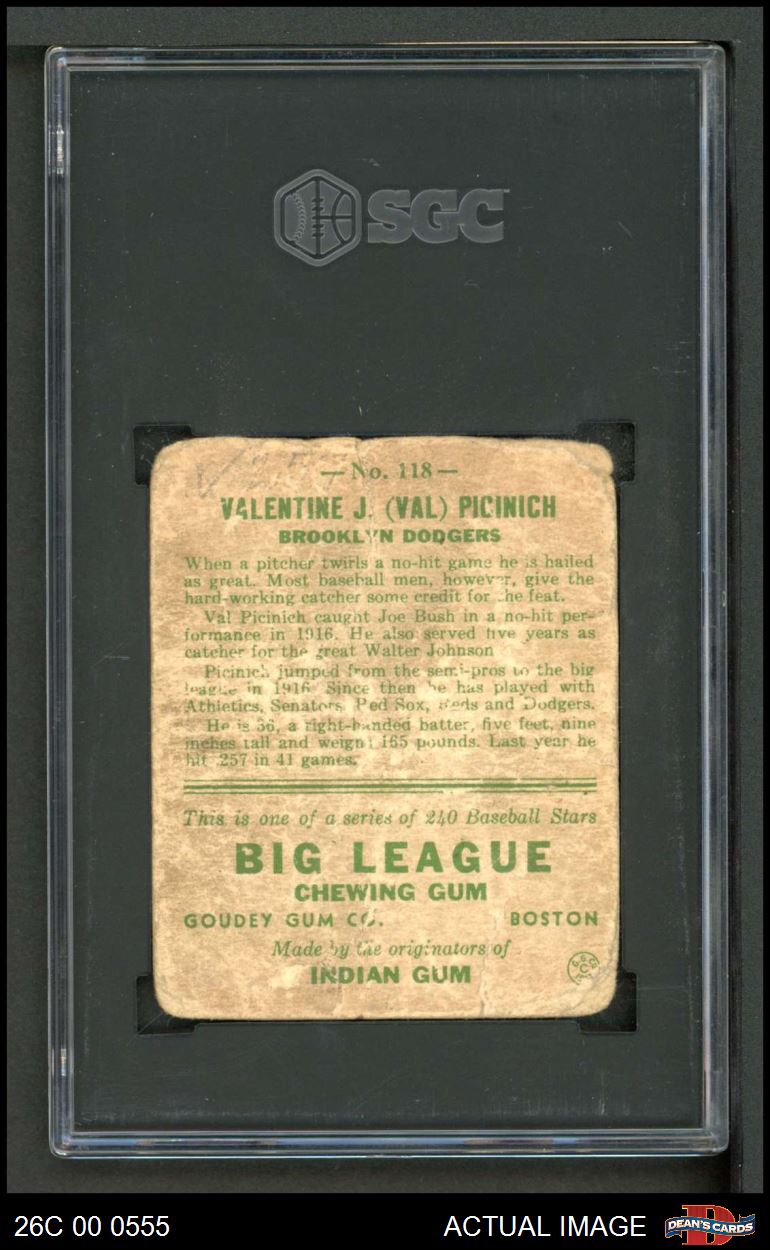 SGC
— No. 118 —
VALENTINE J. (VAL) PICINICH
BROOKLYN DODGERS
When a pitcher twirls a no-hit game he is hailed
as great. Most baseball men, however, give the
hard-working catcher some credit for the feat.
Val Picinich caught Joe Bush in a no-hit per-
formance in 1916. He also served five years as
catcher for the great Walter Johnson
Picinich jumped from the semi-pros to the big
league in 1916 Since then he has played with
Athletics, Senators, Red Sox, Reds and Dodgers.
He is 36, a right-handed batter, five feet, nine
inches tall and weighs 165 pounds. Last year he
hit .257 in 41 games.
This is one of a series of 240 Baseball Stars
BIG LEAGUE
CHEWING GUM
GOUDEY GUM CO. BOSTON
Made by the originators of
INDIAN GUM
26C 00 0555 ACTUAL IMAGE DEAN'S CARDS